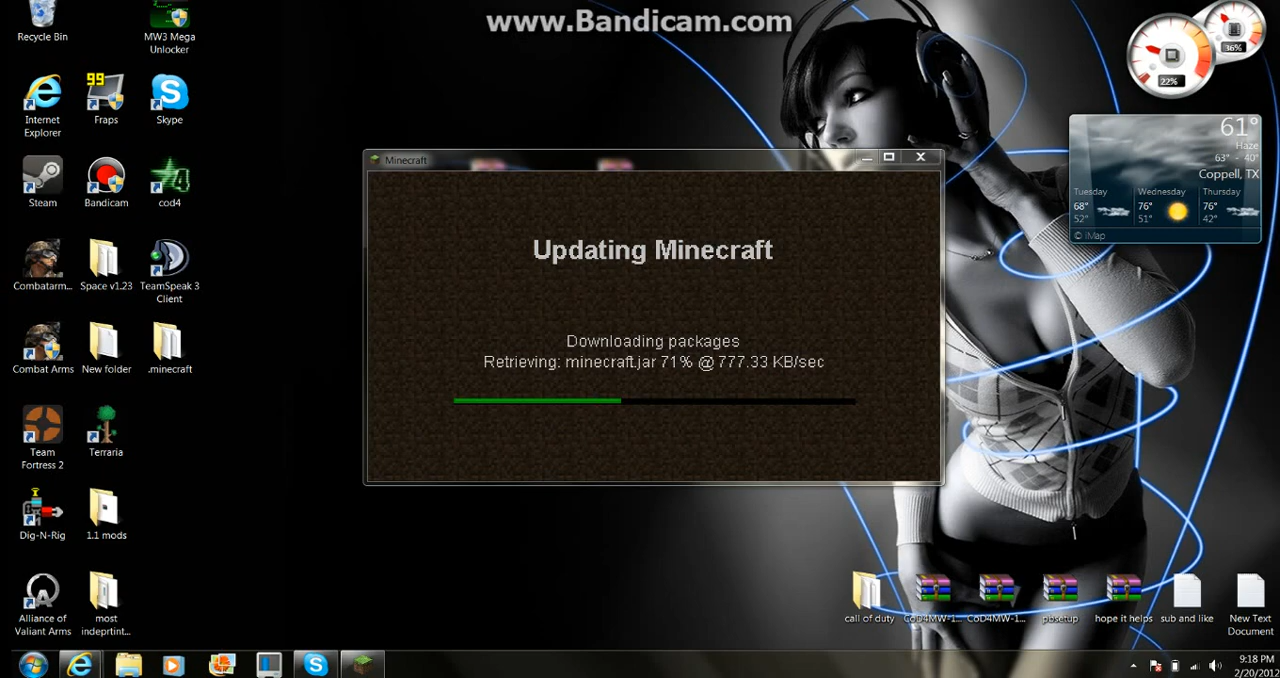 www.Bandicam.com
Recycle Bin
MW3 Mega
Unlocker
Internet
Explorer
99
Fraps
Skype
Steam
Bandicam
4
cod4
Combatarm...
Space v1.23
TeamSpeak 3
Client
Combat Arms
New folder
.minecraft
Team
Fortress 2
Terraria
Dig-N-Rig
1.1 mods
Alliance of
Valiant Arms
most
indeprintc...
Minecraft
Updating Minecraft
Downloading packages
Retrieving: minecraft.jar 71% @ 777.33 KB/sec
36%
22%
61°
Haze
63° - 40°
Coppell, TX
Tuesday
68°
52°
Wednesday
76°
51°
Thursday
76°
42°
© iMap
call of duty
CoD4MW-1...
CoD4MW-1...
pbsetup
hope it helps
sub and like
New Text
Document
9:18 PM
2/20/2012